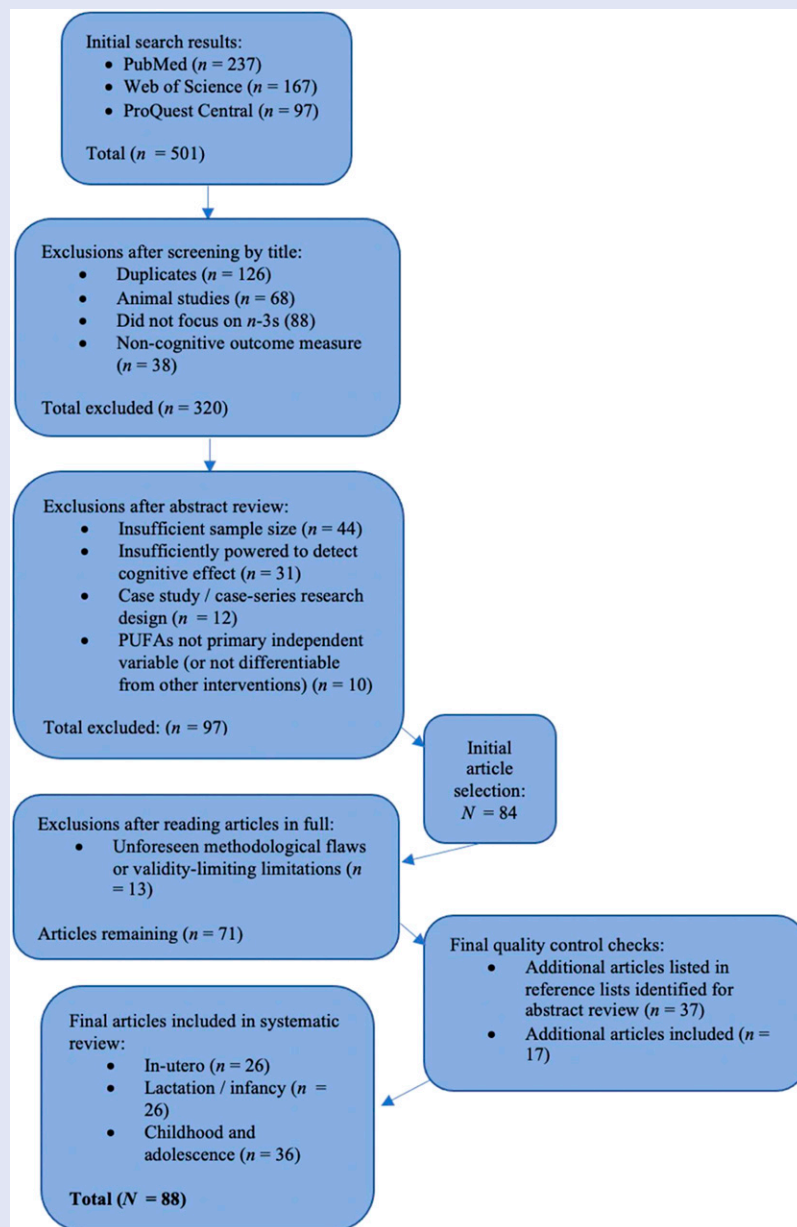 Initial search results:
• PubMed (n = 237)
• Web of Science (n = 167)
• ProQuest Central (n = 97)
Total (n = 501)
Exclusions after screening by title:
• Duplicates (n = 126)
• Animal studies (n = 68)
• Did not focus on n-3s (88)
• Non-cognitive outcome measure
(n = 38)
Total excluded (n = 320)
Exclusions after abstract review:
• Insufficient sample size (n = 44)
• Insufficiently powered to detect
cognitive effect (n = 31)
• Case study / case-series research
design (n = 12)
• PUFAs not primary independent
variable (or not differentiable
from other interventions) (n = 10)
Total excluded: (n = 97)
Initial
article
selection:
N = 84
Exclusions after reading articles in full:
• Unforeseen methodological flaws
or validity-limiting limitations (n
= 13)
Articles remaining (n = 71)
Final quality control checks:
• Additional articles listed in
reference lists identified for
abstract review (n = 37)
• Additional articles included (n =
17)
Final articles included in systematic
review:
• In-utero (n = 26)
• Lactation / infancy (n =
26)
• Childhood and
adolescence (n = 36)
Total (N = 88)